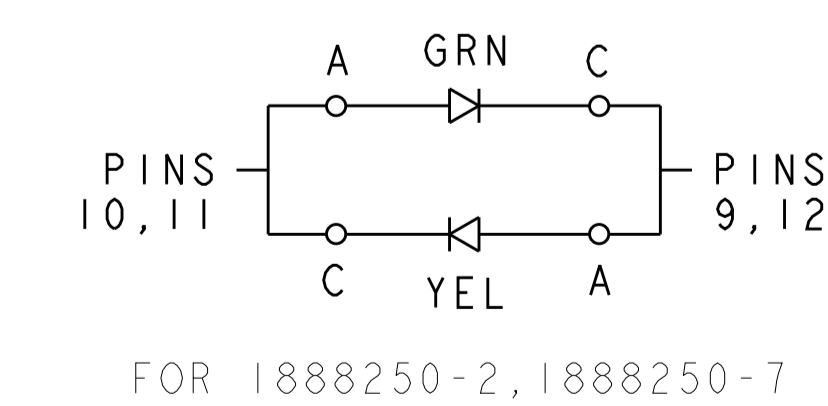 A GRN C
PINS PINS
10,11 9,12
C YEL A
FOR 1888250-2,1888250-7